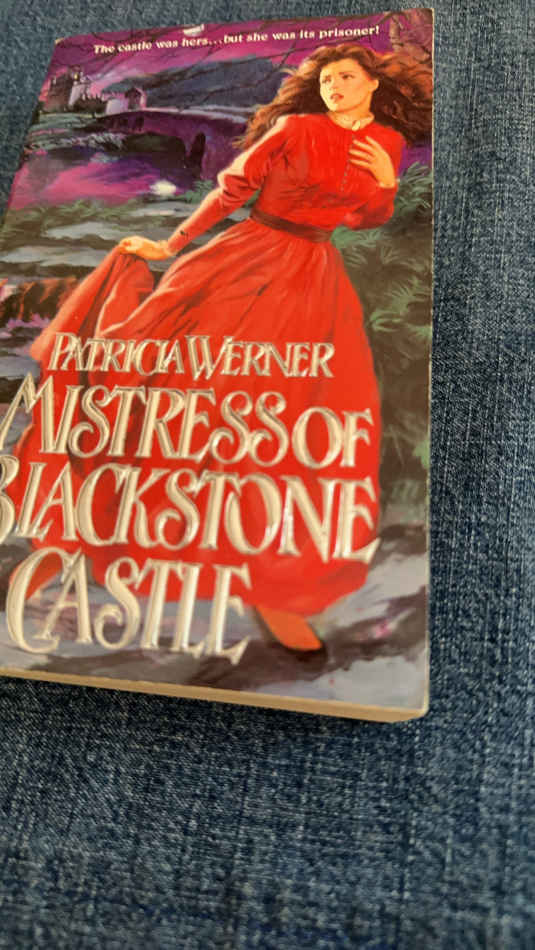 The castle was hers...but she was its prisoner!
PATRICIA WERNER
MISTRESS OF
BLACKSTONE
CASTLE